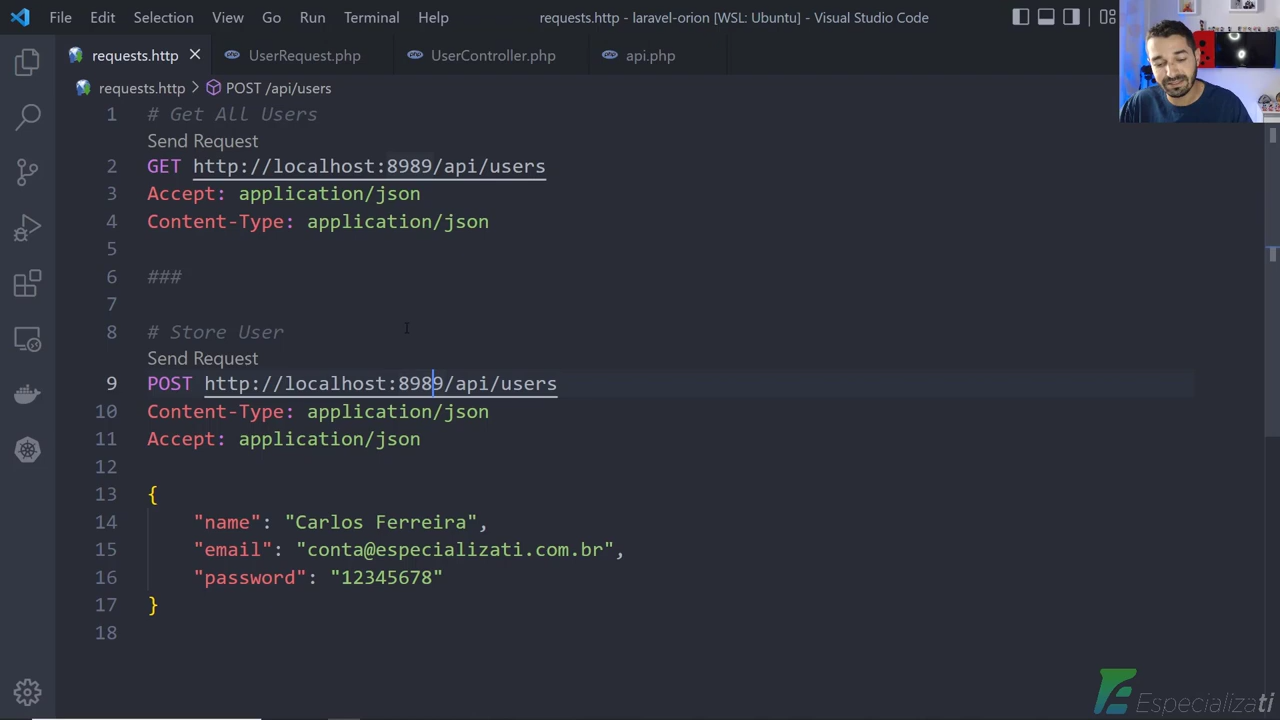 File Edit Selection View Go Run Terminal Help requests.http - laravel-orion [WSL: Ubuntu] - Visual Studio Code
requests.http UserRequest.php UserController.php api.php
requests.http > POST /api/users
1 # Get All Users
Send Request
2 GET http://localhost:8989/api/users
3 Accept: application/json
4 Content-Type: application/json
5
6 ###
7
8 # Store User
Send Request
9 POST http://localhost:8989/api/users
10 Content-Type: application/json
11 Accept: application/json
12
13 {
14 "name": "Carlos Ferreira",
15 "email": "conta@especializati.com.br",
16 "password": "12345678"
17 }
18
Especializati